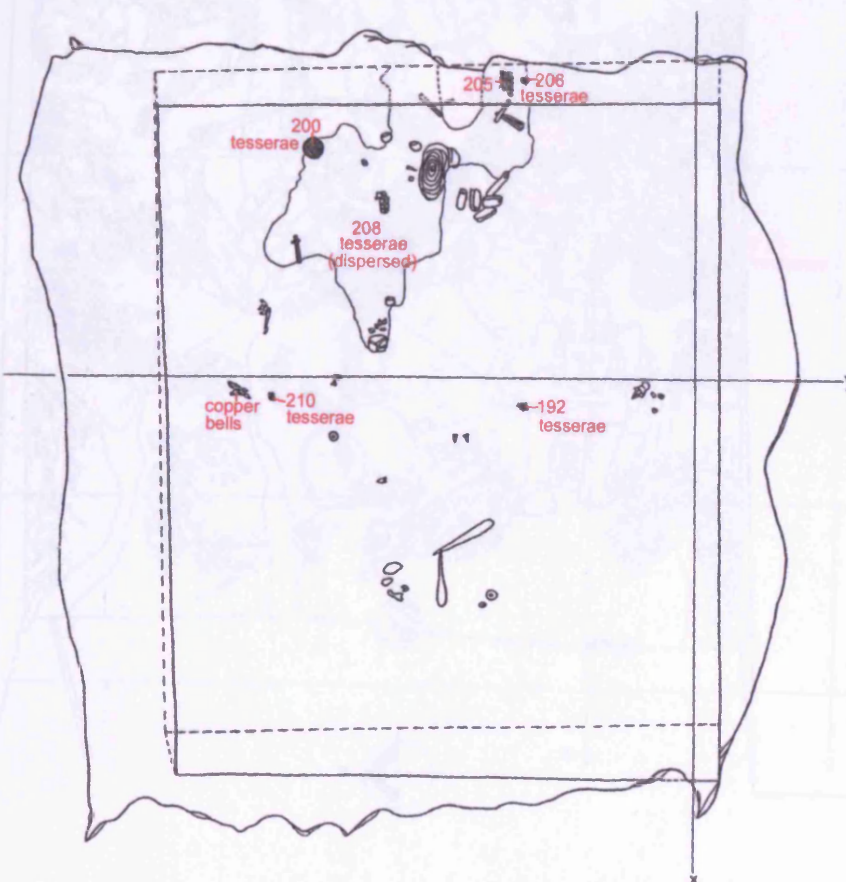 205
206
tesserae
200
tesserae
208
tesserae
(dispersed)
copper
bells
210
tesserae
192
tesserae